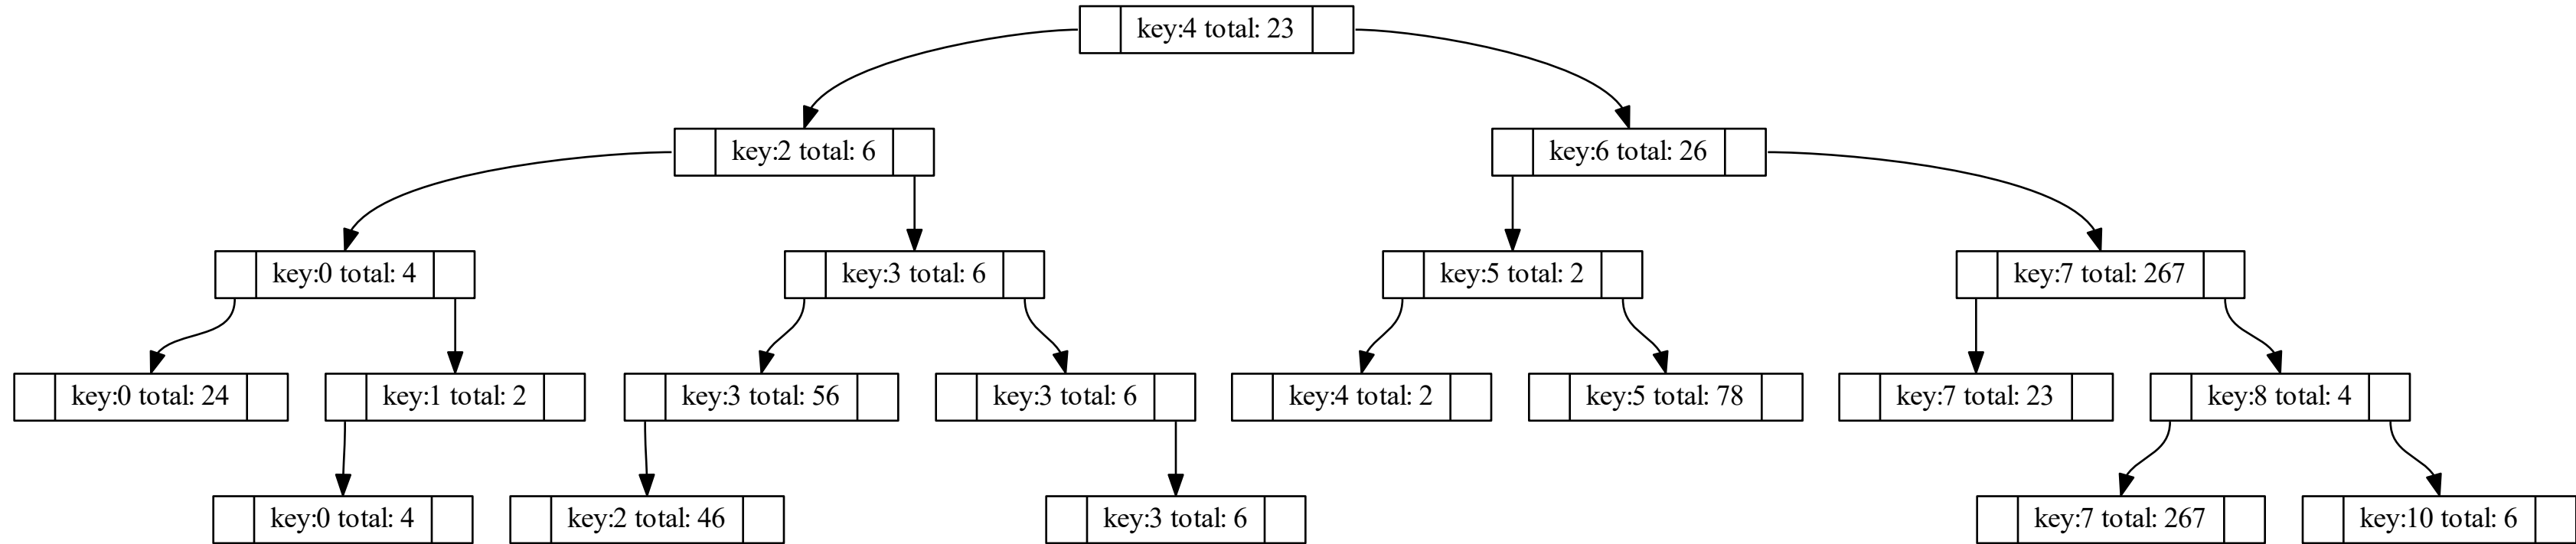 key:4 total: 23
key:2 total: 6
key:6 total: 26
key:0 total: 4
key:3 total: 6
key:5 total: 2
key:7 total: 267
key:0 total: 24
key:1 total: 2
key:3 total: 56
key:3 total: 6
key:4 total: 2
key:5 total: 78
key:7 total: 23
key:8 total: 4
key:0 total: 4
key:2 total: 46
key:3 total: 6
key:7 total: 267
key:10 total: 6